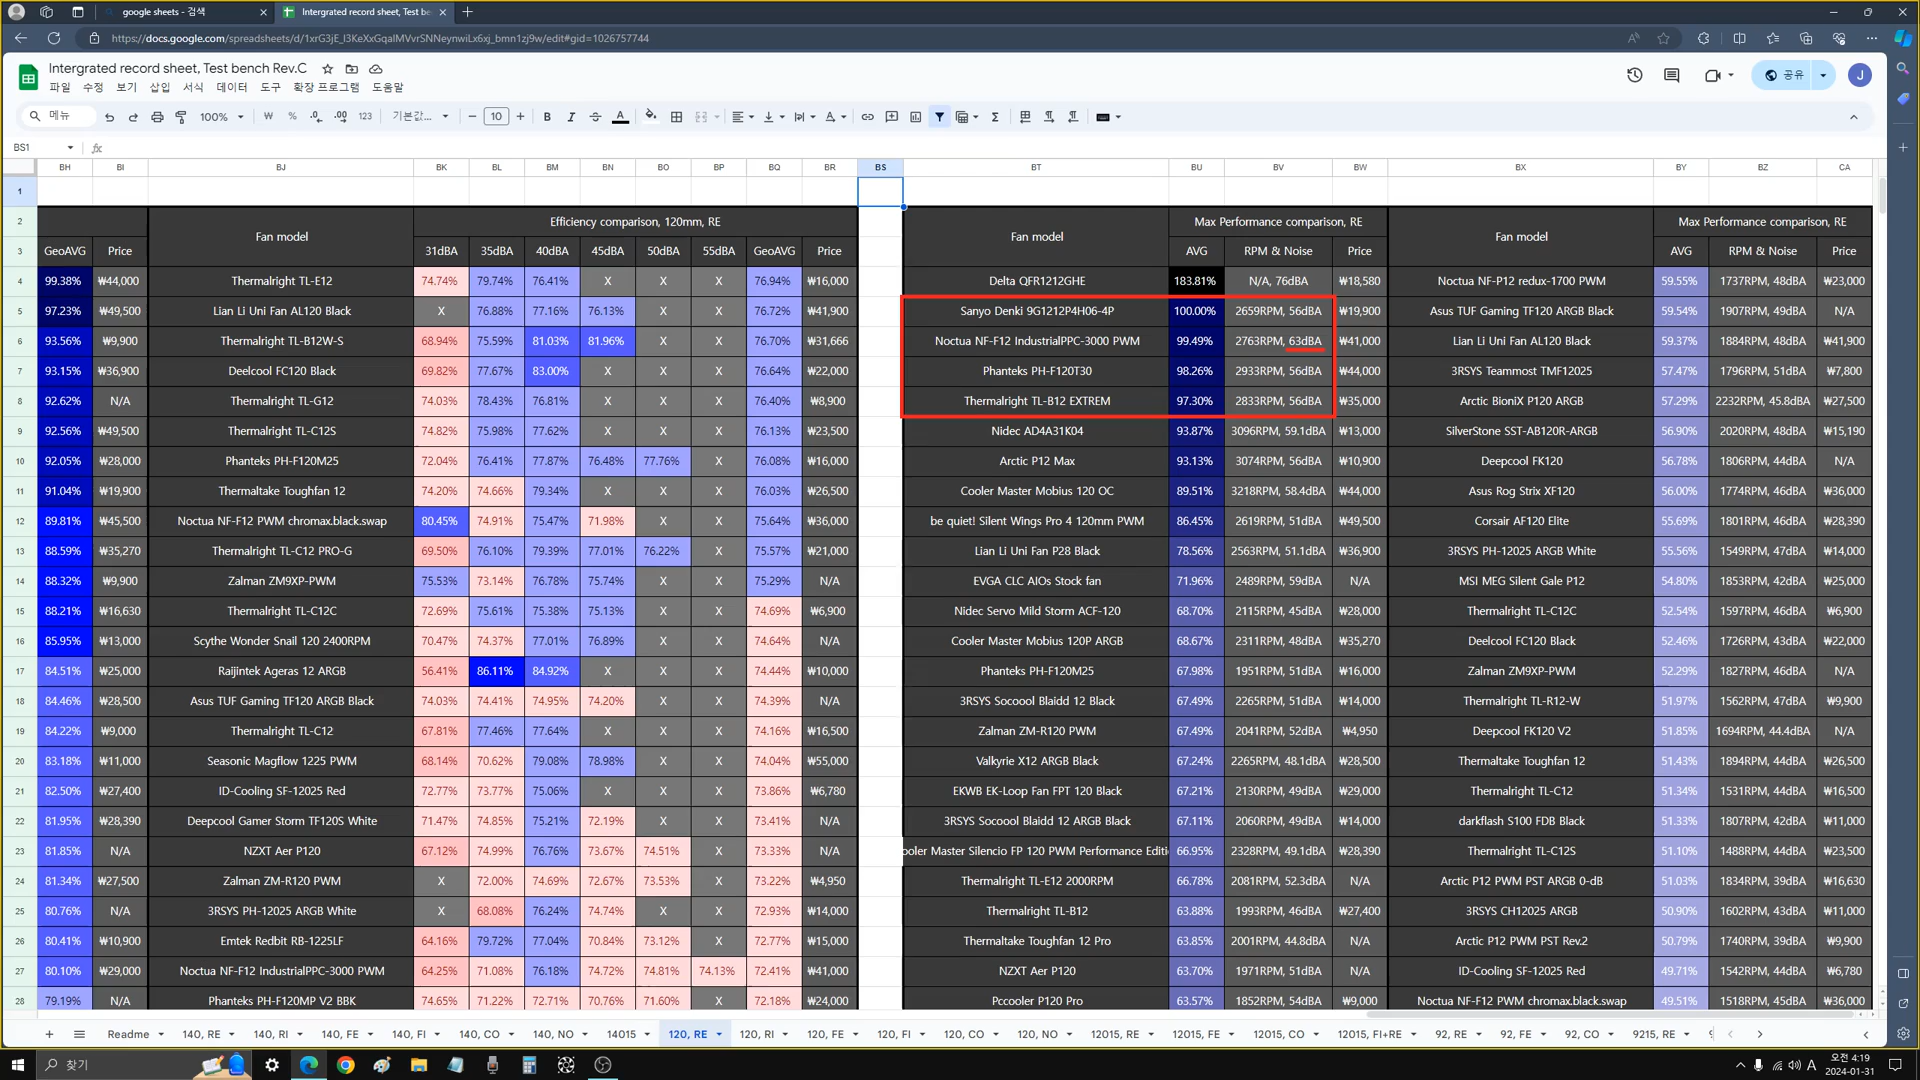 google sheets - 검색
Intergrated record sheet, Test be
https://docs.google.com/spreadsheets/d/1xrG3jE_I3KeXxGqaIMVvrSNNeynwiLx6xj_bmn1zj9w/edit#gid=1026757744
Intergrated record sheet, Test bench Rev.C
파일 수정 보기 삽입 서식 데이터 도구 확장 프로그램 도움말
공유
J
메뉴 100% ₩ % .0 .00 123 기본값... 10
BS1
BH BI BJ BK BL BM BN BO BP BQ BR BS BT BU BV BW BX BY BZ CA
1
2 Fan model Efficiency comparison, 120mm, RE Fan model Max Performance comparison, RE Fan model Max Performance comparison, RE
3 GeoAVG Price 31dBA 35dBA 40dBA 45dBA 50dBA 55dBA GeoAVG Price AVG RPM & Noise Price AVG RPM & Noise Price
4 99.38% ₩44,000 Thermalright TL-E12 74.74% 79.74% 76.41% X X X 76.94% ₩16,000 Delta QFR1212GHE 183.81% N/A, 76dBA ₩18,580 Noctua NF-P12 redux-1700 PWM 59.55% 1737RPM, 48dBA ₩23,000
5 97.23% ₩49,500 Lian Li Uni Fan AL120 Black X 76.88% 77.16% 76.13% X X 76.72% ₩41,900 Sanyo Denki 9G1212P4H06-4P 100.00% 2659RPM, 56dBA ₩19,900 Asus TUF Gaming TF120 ARGB Black 59.54% 1907RPM, 49dBA N/A
6 93.56% ₩9,900 Thermalright TL-B12W-S 68.94% 75.59% 81.03% 81.96% X X 76.70% ₩31,666 Noctua NF-F12 IndustrialPPC-3000 PWM 99.49% 2763RPM, 63dBA ₩41,000 Lian Li Uni Fan AL120 Black 59.37% 1884RPM, 48dBA ₩41,900
7 93.15% ₩36,900 Deelcool FC120 Black 69.82% 77.67% 83.00% X X X 76.64% ₩22,000 Phanteks PH-F120T30 98.26% 2933RPM, 56dBA ₩44,000 3RSYS Teammost TMF12025 57.47% 1796RPM, 51dBA ₩7,800
8 92.62% N/A Thermalright TL-G12 74.03% 78.43% 76.81% X X X 76.40% ₩8,900 Thermalright TL-B12 EXTREM 97.30% 2833RPM, 56dBA ₩35,000 Arctic BioniX P120 ARGB 57.29% 2232RPM, 45.8dBA ₩27,500
9 92.56% ₩49,500 Thermalright TL-C12S 74.82% 75.98% 77.62% X X X 76.13% ₩23,500 Nidec AD4A31K04 93.87% 3096RPM, 59.1dBA ₩13,000 SilverStone SST-AB120R-ARGB 56.90% 2020RPM, 48dBA ₩15,190
10 92.05% ₩28,000 Phanteks PH-F120M25 72.04% 76.41% 77.87% 76.48% 77.76% X 76.08% ₩16,000 Arctic P12 Max 93.13% 3074RPM, 56dBA ₩10,900 Deepcool FK120 56.78% 1806RPM, 44dBA N/A
11 91.04% ₩19,900 Thermaltake Toughfan 12 74.20% 74.66% 79.34% X X X 76.03% ₩26,500 Cooler Master Mobius 120 OC 89.51% 3218RPM, 58.4dBA ₩44,000 Asus Rog Strix XF120 56.00% 1774RPM, 46dBA ₩36,000
12 89.81% ₩45,500 Noctua NF-F12 PWM chromax.black.swap 80.45% 74.91% 75.47% 71.98% X X 75.64% ₩36,000 be quiet! Silent Wings Pro 4 120mm PWM 86.45% 2619RPM, 51dBA ₩49,500 Corsair AF120 Elite 55.69% 1801RPM, 46dBA ₩28,390
13 88.59% ₩35,270 Thermalright TL-C12 PRO-G 69.50% 76.10% 79.39% 77.01% 76.22% X 75.57% ₩21,000 Lian Li Uni Fan P28 Black 78.56% 2563RPM, 51.1dBA ₩36,900 3RSYS PH-12025 ARGB White 55.56% 1549RPM, 47dBA ₩14,000
14 88.32% ₩9,900 Zalman ZM9XP-PWM 75.53% 73.14% 76.78% 75.74% X X 75.29% N/A EVGA CLC AIOs Stock fan 71.96% 2489RPM, 59dBA N/A MSI MEG Silent Gale P12 54.80% 1853RPM, 42dBA ₩25,000
15 88.21% ₩16,630 Thermalright TL-C12C 72.69% 75.61% 75.38% 75.13% X X 74.69% ₩6,900 Nidec Servo Mild Storm ACF-120 68.70% 2115RPM, 45dBA ₩28,000 Thermalright TL-C12C 52.54% 1597RPM, 46dBA ₩6,900
16 85.95% ₩13,000 Scythe Wonder Snail 120 2400RPM 70.47% 74.37% 77.01% 76.89% X X 74.64% N/A Cooler Master Mobius 120P ARGB 68.67% 2311RPM, 48dBA ₩35,270 Deelcool FC120 Black 52.46% 1726RPM, 43dBA ₩22,000
17 84.51% ₩25,000 Raijintek Ageras 12 ARGB 56.41% 86.11% 84.92% X X X 74.44% ₩10,000 Phanteks PH-F120M25 67.98% 1951RPM, 51dBA ₩16,000 Zalman ZM9XP-PWM 52.29% 1827RPM, 46dBA N/A
18 84.46% ₩28,500 Asus TUF Gaming TF120 ARGB Black 74.03% 74.41% 74.95% 74.20% X X 74.39% N/A 3RSYS Socoool Blaidd 12 Black 67.49% 2265RPM, 51dBA ₩14,000 Thermalright TL-R12-W 51.97% 1562RPM, 47dBA ₩9,900
19 84.22% ₩9,000 Thermalright TL-C12 67.81% 77.46% 77.64% X X X 74.16% ₩16,500 Zalman ZM-R120 PWM 67.49% 2041RPM, 52dBA ₩4,950 Deepcool FK120 V2 51.85% 1694RPM, 44.4dBA N/A
20 83.18% ₩11,000 Seasonic Magflow 1225 PWM 68.14% 70.62% 79.08% 78.98% X X 74.04% ₩55,000 Valkyrie X12 ARGB Black 67.24% 2265RPM, 48.1dBA ₩28,500 Thermaltake Toughfan 12 51.43% 1894RPM, 44dBA ₩26,500
21 82.50% ₩27,400 ID-Cooling SF-12025 Red 72.77% 73.77% 75.06% X X X 73.86% ₩6,780 EKWB EK-Loop Fan FPT 120 Black 67.21% 2130RPM, 49dBA ₩29,000 Thermalright TL-C12 51.34% 1531RPM, 44dBA ₩16,500
22 81.95% ₩28,390 Deepcool Gamer Storm TF120S White 71.47% 74.85% 75.21% 72.19% X X 73.41% N/A 3RSYS Socoool Blaidd 12 ARGB Black 67.11% 2060RPM, 49dBA ₩14,000 darkflash S100 FDB Black 51.33% 1807RPM, 42dBA ₩11,000
23 81.85% N/A NZXT Aer P120 67.12% 74.99% 76.76% 73.67% 74.51% X 73.33% N/A ooler Master Silencio FP 120 PWM Performance Editi 66.95% 2328RPM, 49.1dBA ₩28,390 Thermalright TL-C12S 51.10% 1488RPM, 44dBA ₩23,500
24 81.34% ₩27,500 Zalman ZM-R120 PWM X 72.00% 74.69% 72.67% 73.53% X 73.22% ₩4,950 Thermalright TL-E12 2000RPM 66.78% 2081RPM, 52.3dBA N/A Arctic P12 PWM PST ARGB 0-dB 51.03% 1834RPM, 39dBA ₩16,630
25 80.76% N/A 3RSYS PH-12025 ARGB White X 68.08% 76.24% 74.74% X X 72.93% ₩14,000 Thermalright TL-B12 63.88% 1993RPM, 46dBA ₩27,400 3RSYS CH12025 ARGB 50.90% 1602RPM, 43dBA ₩11,000
26 80.41% ₩10,900 Emtek Redbit RB-1225LF 64.16% 79.72% 77.04% 70.84% 73.12% X 72.77% ₩15,000 Thermaltake Toughfan 12 Pro 63.85% 2001RPM, 44.8dBA N/A Arctic P12 PWM PST Rev.2 50.79% 1740RPM, 39dBA ₩9,900
27 80.10% ₩29,000 Noctua NF-F12 IndustrialPPC-3000 PWM 64.25% 71.08% 76.18% 74.72% 74.81% 74.13% 72.41% ₩41,000 NZXT Aer P120 63.70% 1971RPM, 51dBA N/A ID-Cooling SF-12025 Red 49.71% 1542RPM, 44dBA ₩6,780
28 79.19% N/A Phanteks PH-F120MP V2 BBK 74.65% 71.22% 72.71% 70.76% 71.60% X 72.18% ₩24,000 Pccooler P120 Pro 63.57% 1852RPM, 54dBA ₩9,000 Noctua NF-F12 PWM chromax.black.swap 49.51% 1518RPM, 45dBA ₩36,000
Readme 140, RE 140, RI 140, FE 140, FI 140, CO 140, NO 14015 120, RE 120, RI 120, FE 120, FI 120, CO 120, NO 12015, RE 12015, FE 12015, CO 12015, FI+RE 92, RE 92, FE 92, CO 9215, RE
찾기
A 오전 4:19
2024-01-31